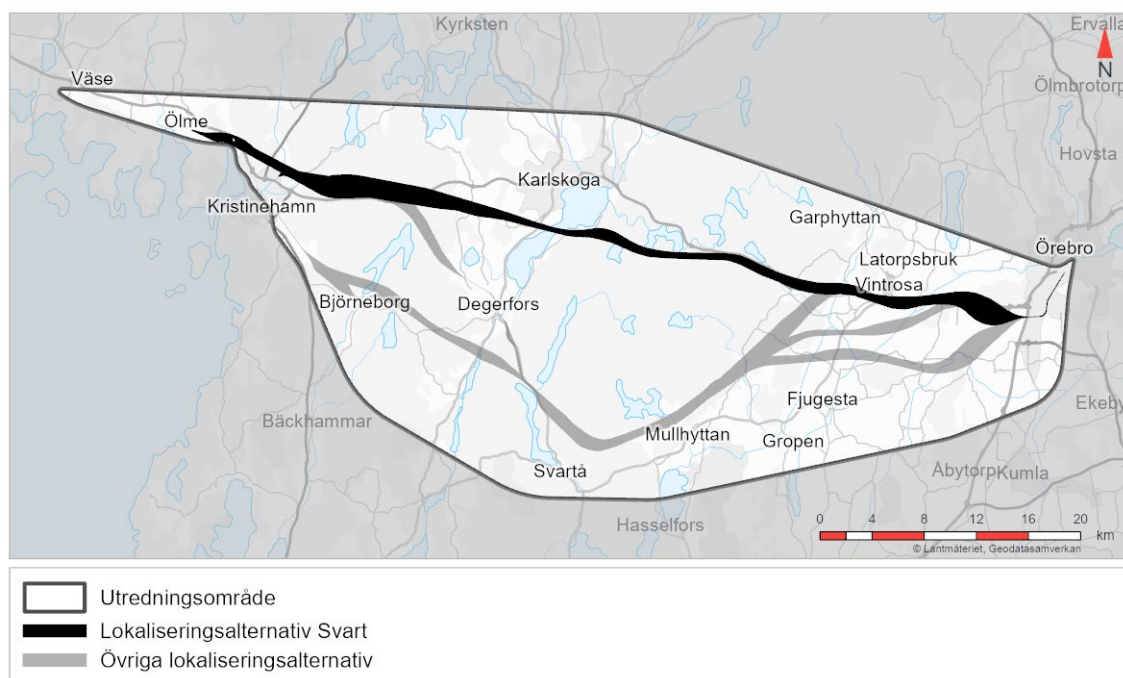 Kyrksten
Ervalla
N
Väse
Ölmbrotorp
Ölme
Hovsta
Karlskoga
Kristinehamn
Garphyttan
Örebro
Latorpsbruk
Vintrosa
Björneborg
Degerfors
Fjugesta
Ekeby
Bäckhammar
Mullhyttan
Gropen
Svartå
Åbytorp
Kumla
Hasselfors
0 4 8 12 16 20
km
© Lantmäteriet, Geodatasamverkan
Utredningsområde
Lokaliseringsalternativ Svart
Övriga lokaliseringsalternativ